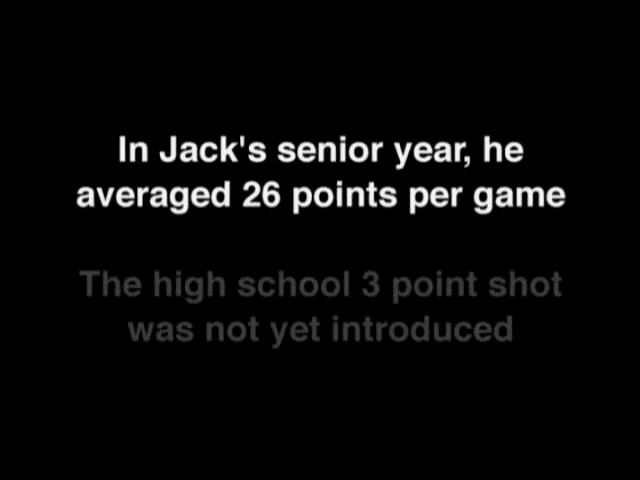 In Jack's senior year, he
averaged 26 points per game
The high school 3 point shot
was not yet introduced